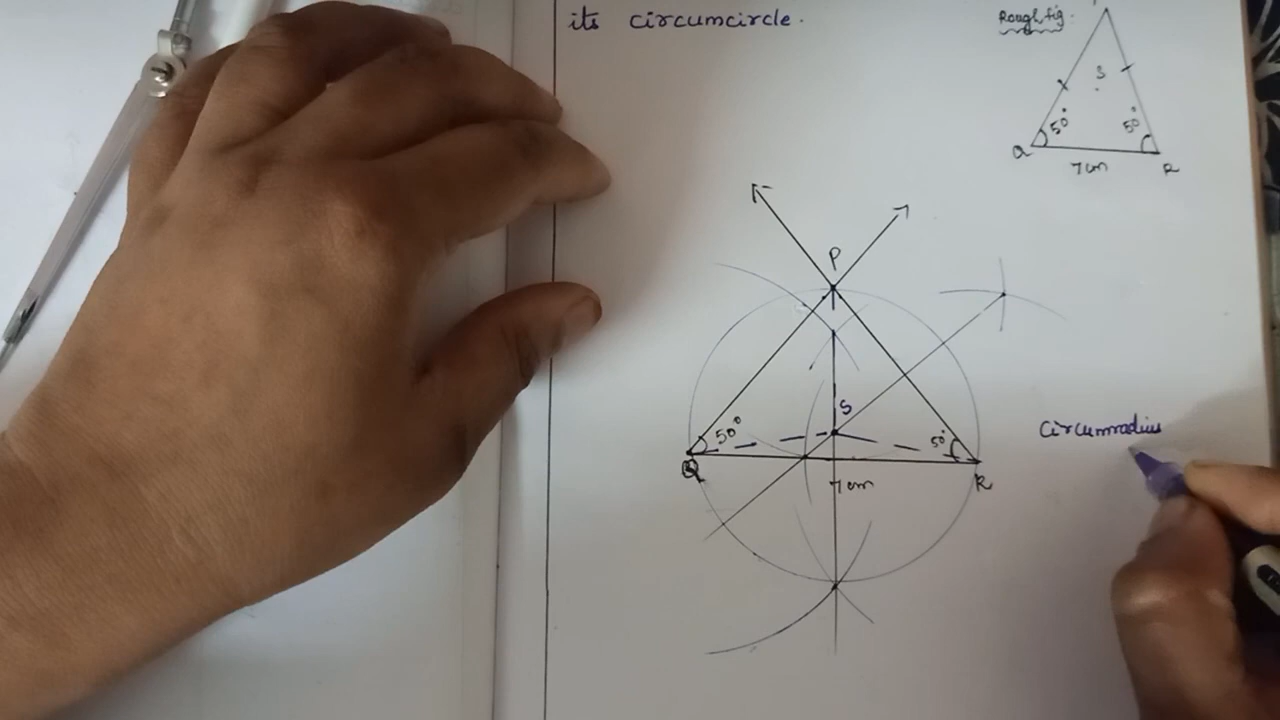 its circumcircle.
Rough fig:
S
50° 50°
Q R
7cm
P
S
50° 50°
Q R
7cm
Circumradius